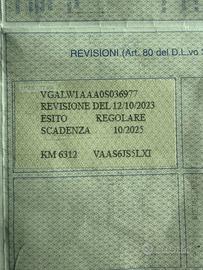 REVISIONI (Art. 80 del D.L.vo
VGALW1AAA0S036977
REVISIONE DEL 12/10/2023
ESITO REGOLARE
SCADENZA 10/2025
KM 6312 VAAS6JS5LXI